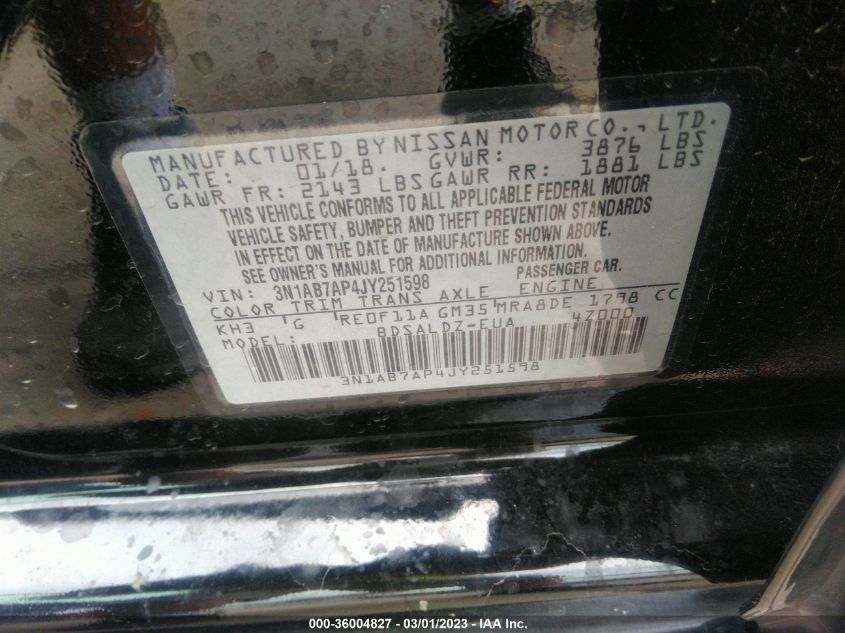 MANUFACTURED BY NISSAN MOTOR CO., LTD.
DATE: 01/18. GVWR: 3876 LBS
GAWR FR: 2143 LBS GAWR RR: 1881 LBS
THIS VEHICLE CONFORMS TO ALL APPLICABLE FEDERAL MOTOR
VEHICLE SAFETY, BUMPER AND THEFT PREVENTION STANDARDS
IN EFFECT ON THE DATE OF MANUFACTURE SHOWN ABOVE.
SEE OWNER'S MANUAL FOR ADDITIONAL INFORMATION.
VIN: 3N1AB7AP4JY251598 PASSENGER CAR.
COLOR TRIM TRANS AXLE ENGINE
KH3 G RE0F11A GM35 MRA8DE 1798 CC
MODEL: BDSALDZ-EUA 4Z000
3N1AB7AP4JY251598
000-36004827 - 03/01/2023 - IAA Inc.